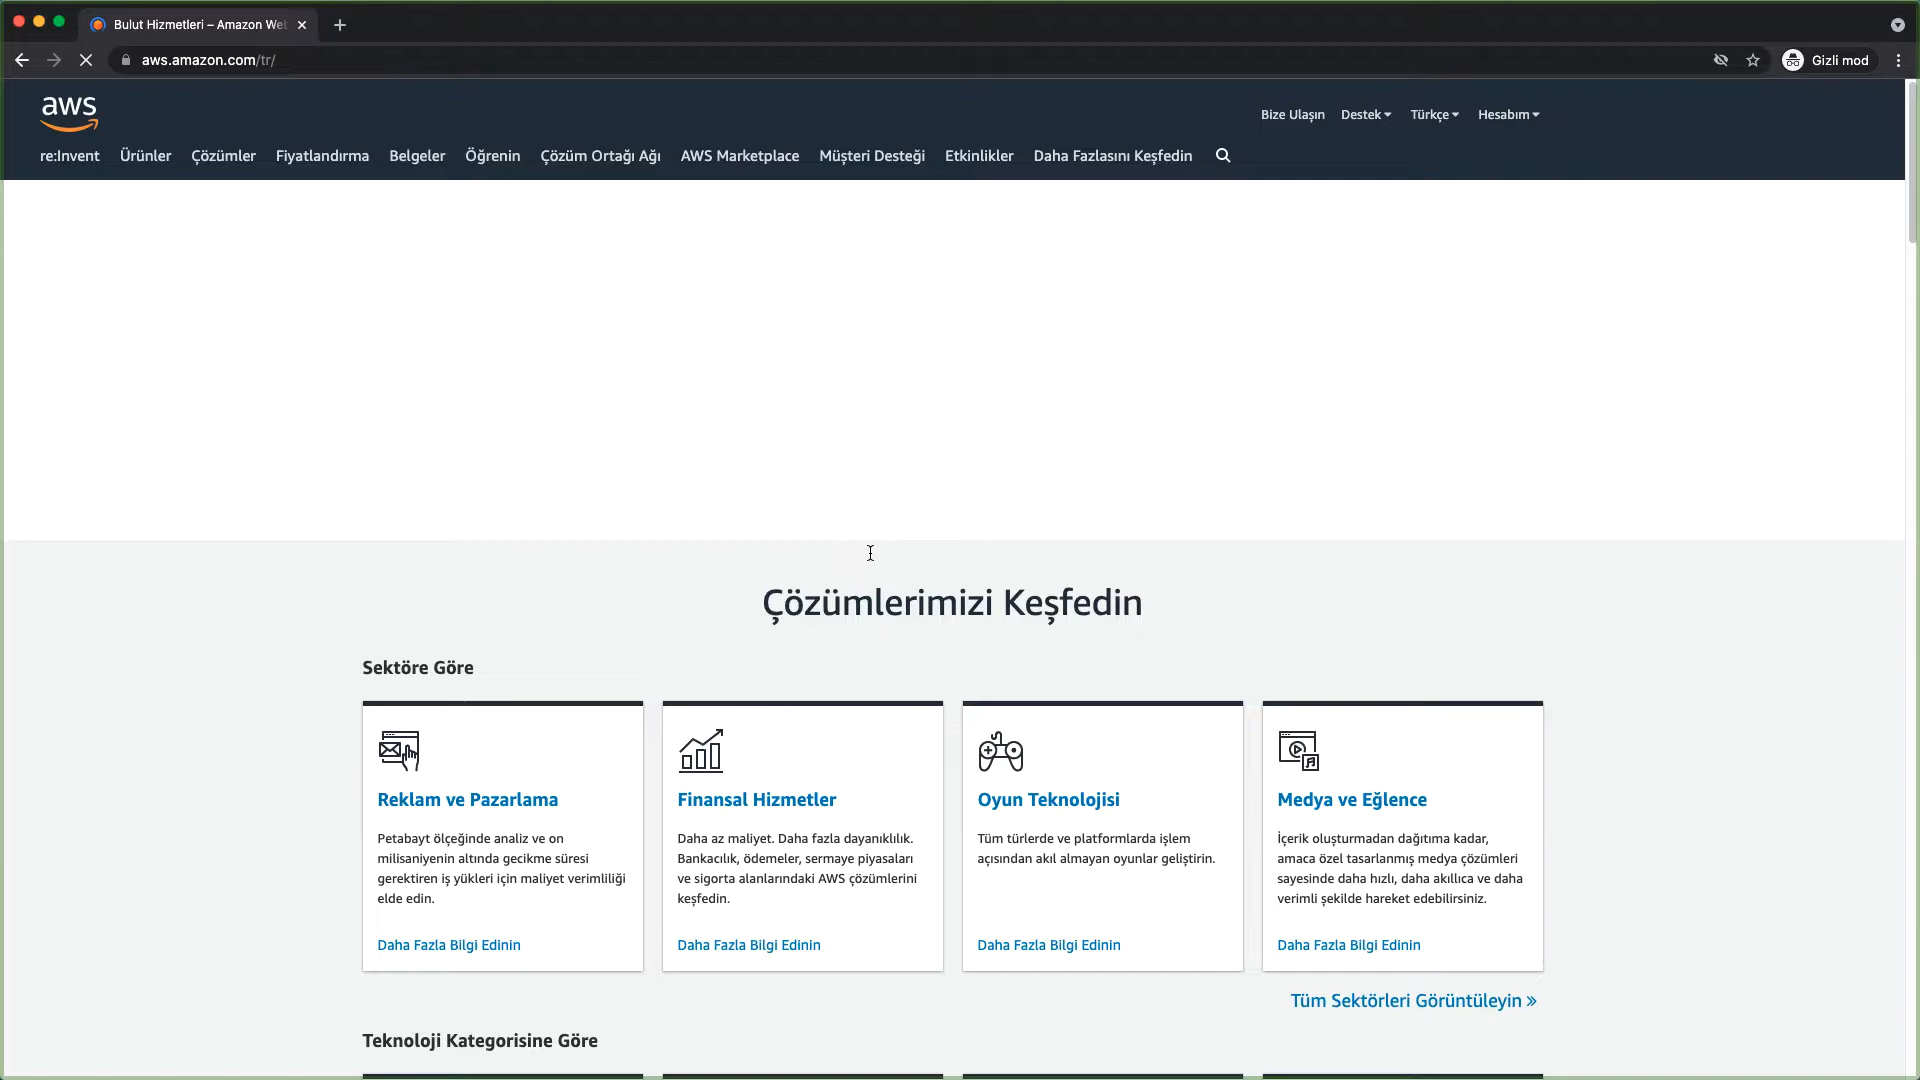 Bulut Hizmetleri – Amazon We
aws.amazon.com/tr/
Gizli mod
aws
Bize Ulaşın Destek Türkçe Hesabım
re:Invent Ürünler Çözümler Fiyatlandırma Belgeler Öğrenin Çözüm Ortağı Ağı AWS Marketplace Müşteri Desteği Etkinlikler Daha Fazlasını Keşfedin
Çözümlerimizi Keşfedin
Sektöre Göre
Reklam ve Pazarlama
Petabayt ölçeğinde analiz ve on
milisaniyenin altında gecikme süresi
gerektiren iş yükleri için maliyet verimliliği
elde edin.
Daha Fazla Bilgi Edinin
Finansal Hizmetler
Daha az maliyet. Daha fazla dayanıklılık.
Bankacılık, ödemeler, sermaye piyasaları
ve sigorta alanlarındaki AWS çözümlerini
keşfedin.
Daha Fazla Bilgi Edinin
Oyun Teknolojisi
Tüm türlerde ve platformlarda işlem
açısından akıl almayan oyunlar geliştirin.
Daha Fazla Bilgi Edinin
Medya ve Eğlence
İçerik oluşturmadan dağıtıma kadar,
amaca özel tasarlanmış medya çözümleri
sayesinde daha hızlı, daha akıllıca ve daha
verimli şekilde hareket edebilirsiniz.
Daha Fazla Bilgi Edinin
Tüm Sektörleri Görüntüleyin »
Teknoloji Kategorisine Göre